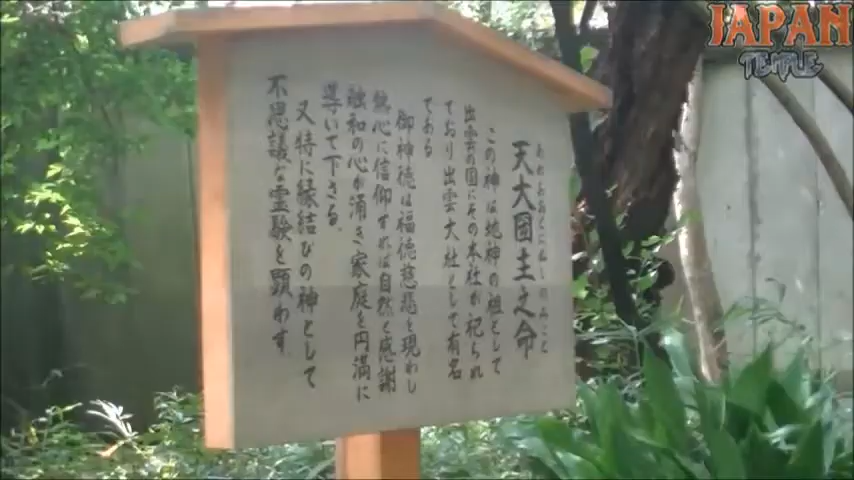 あめおおくにぬしのみこと
天大国主之命
この神は地神の祖として
出雲の国にその本社が祀られ
ており出雲大社として有名
である
御神徳は福徳慈悲を現わし
熱心に信仰すれば自然と感謝
融和の心が涌き家庭を円満に
導いて下さる。
又特に縁結びの神として
不思議な霊験を顕わす
JAPAN
TEMPLE